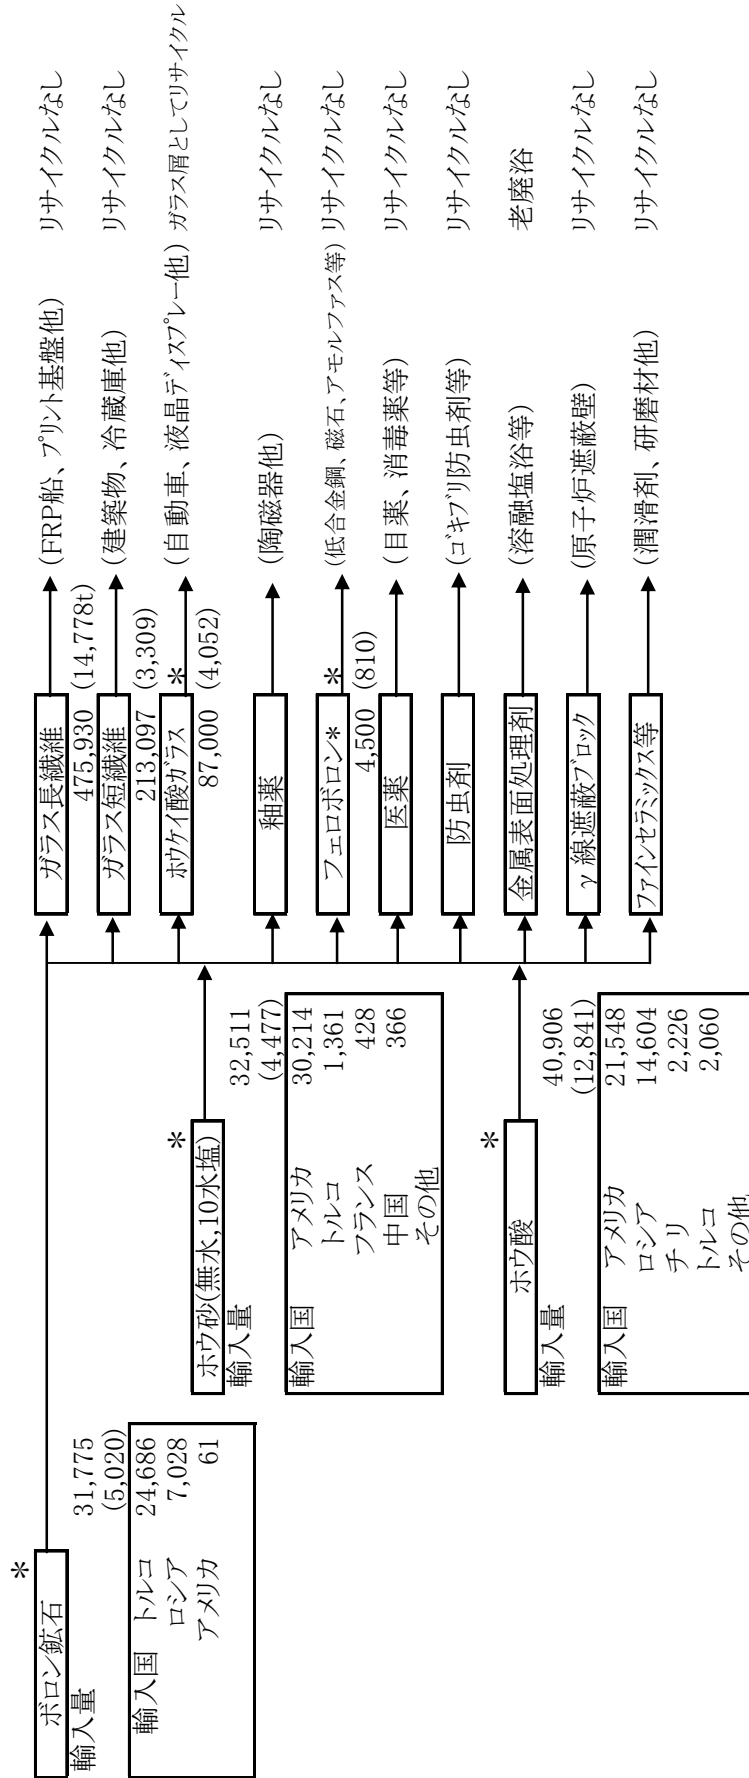 *
ボロン鉱石
輸入量 31,775
(5,020)
輸入国 トルコ 24,686
ロシア 7,028
アメリカ 61
*
ホウ砂(無水,10水塩)
輸入量 32,511
(4,477)
輸入国 アメリカ 30,214
トルコ 1,361
フランス 428
中国 366
その他
*
ホウ酸
輸入量 40,906
(12,841)
輸入国 アメリカ 21,548
ロシア 14,604
チリ 2,226
トルコ 2,060
その他
ガラス長繊維 (FRP船、プリント基盤他) リサイクルなし
475,930 (14,778t)
ガラス短繊維 (建築物、冷蔵庫他) リサイクルなし
213,097 (3,309)
ホウケイ酸ガラス * (自動車、液晶ディスプレー他) ガラス屑としてリサイクル
87,000 (4,052)
釉薬 (陶磁器他) リサイクルなし
フェロボロン* * (低合金鋼、磁石、アモルファス等) リサイクルなし
4,500 (810)
医薬 (目薬、消毒薬等) リサイクルなし
防虫剤 (ゴキブリ防虫剤等) リサイクルなし
金属表面処理剤 (溶融塩浴等) 老廃浴
γ線遮蔽ブロック (原子炉遮蔽壁) リサイクルなし
ファインセラミックス等 (潤滑剤、研磨材他) リサイクルなし